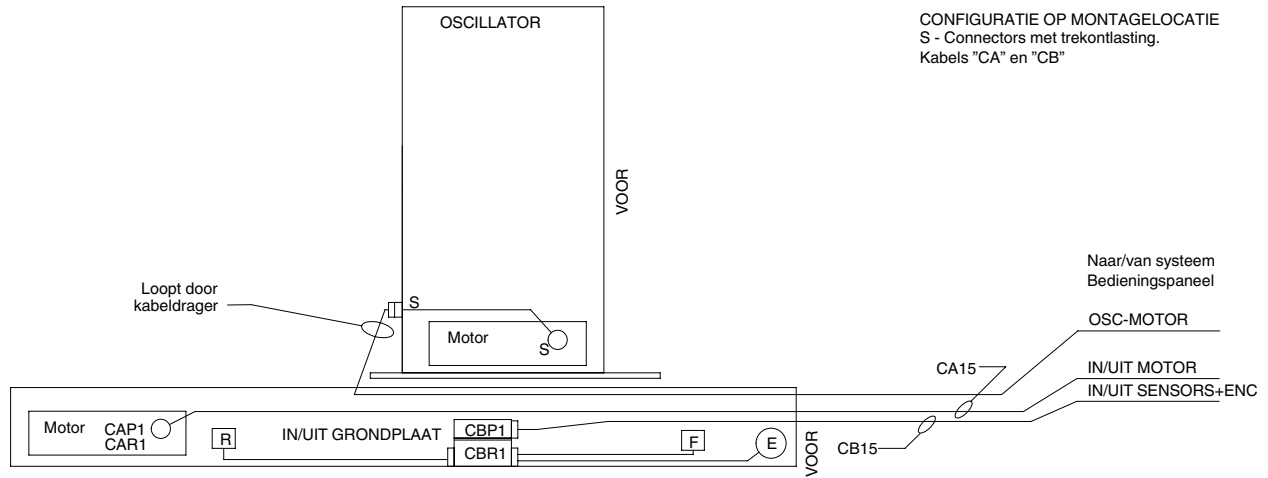 OSCILLATOR
CONFIGURATIE OP MONTAGELOCATIE
S - Connectors met trekontlasting.
Kabels ”CA” en ”CB”
VOOR
Naar/van systeem
Bedieningspaneel
Loopt door
kabeldrager
S
Motor
S
OSC-MOTOR
CA15
IN/UIT MOTOR
IN/UIT SENSORS+ENC
Motor
CAP1
CAR1
R
IN/UIT GRONDPLAAT
CBP1
CBR1
F
E
VOOR
CB15